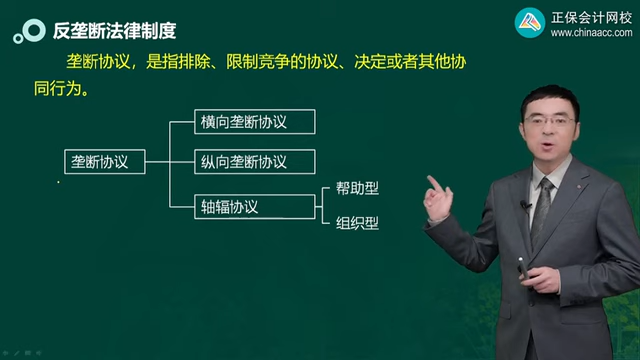 反垄断法律制度
正保会计网校
www.chinaacc.com
垄断协议，是指排除、限制竞争的协议、决定或者其他协
同行为。
横向垄断协议
垄断协议
纵向垄断协议
帮助型
轴辐协议
组织型